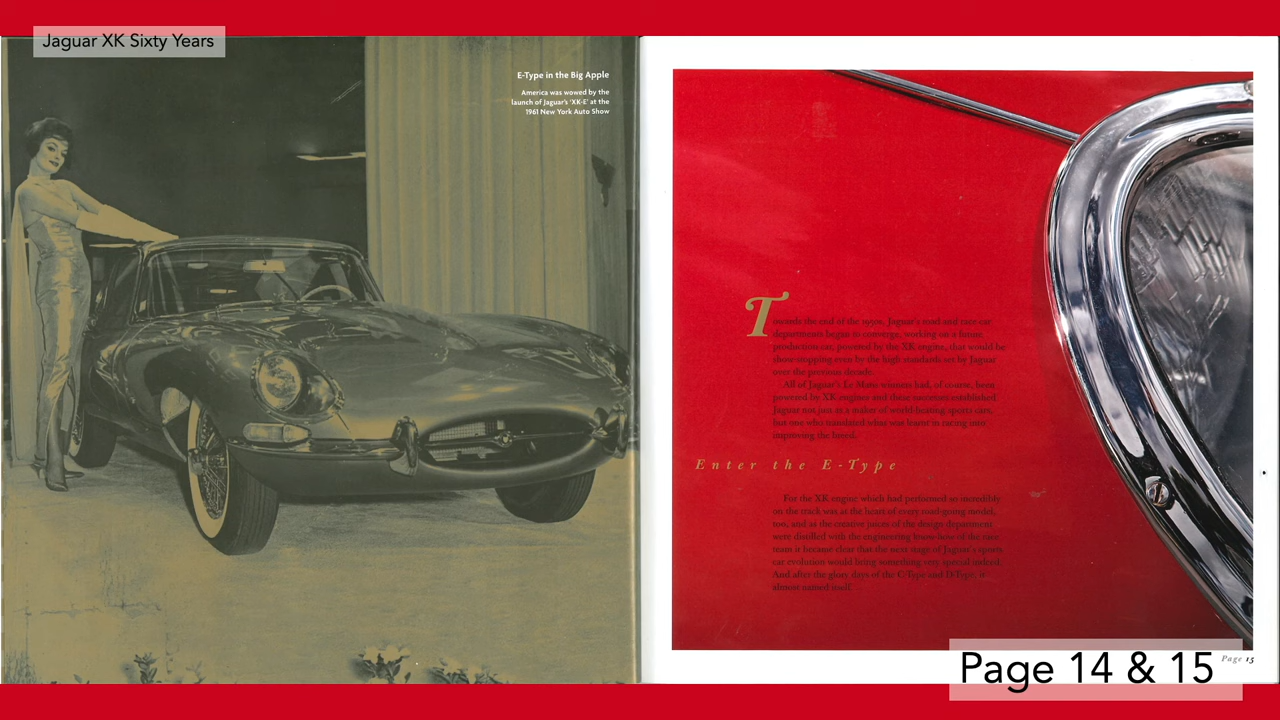 Jaguar XK Sixty Years
E-Type in the Big Apple
America was wowed by the
launch of Jaguar's 'XK-E' at the
1961 New York Auto Show
Towards the end of the 1950s, Jaguar's road and race-car
departments began to converge, working on a future
production car, powered by the XK engine, that would be
show-stopping even by the high standards set by Jaguar
over the previous decade.
All of Jaguar's Le Mans winners had, of course, been
powered by XK engines and these successes established
Jaguar not just as a maker of world-beating sports cars,
but one who translated what was learnt in racing into
improving the breed.
Enter the E-Type
For the XK engine which had performed so incredibly
on the track was at the heart of every road-going model,
too, and as the creative juices of the design department
were distilled with the engineering know-how of the race
team it became clear that the next stage of Jaguar's sports
car evolution would bring something very special indeed.
And after the glory days of the C-Type and D-Type, it
almost named itself.
Page 15
Page 14 & 15